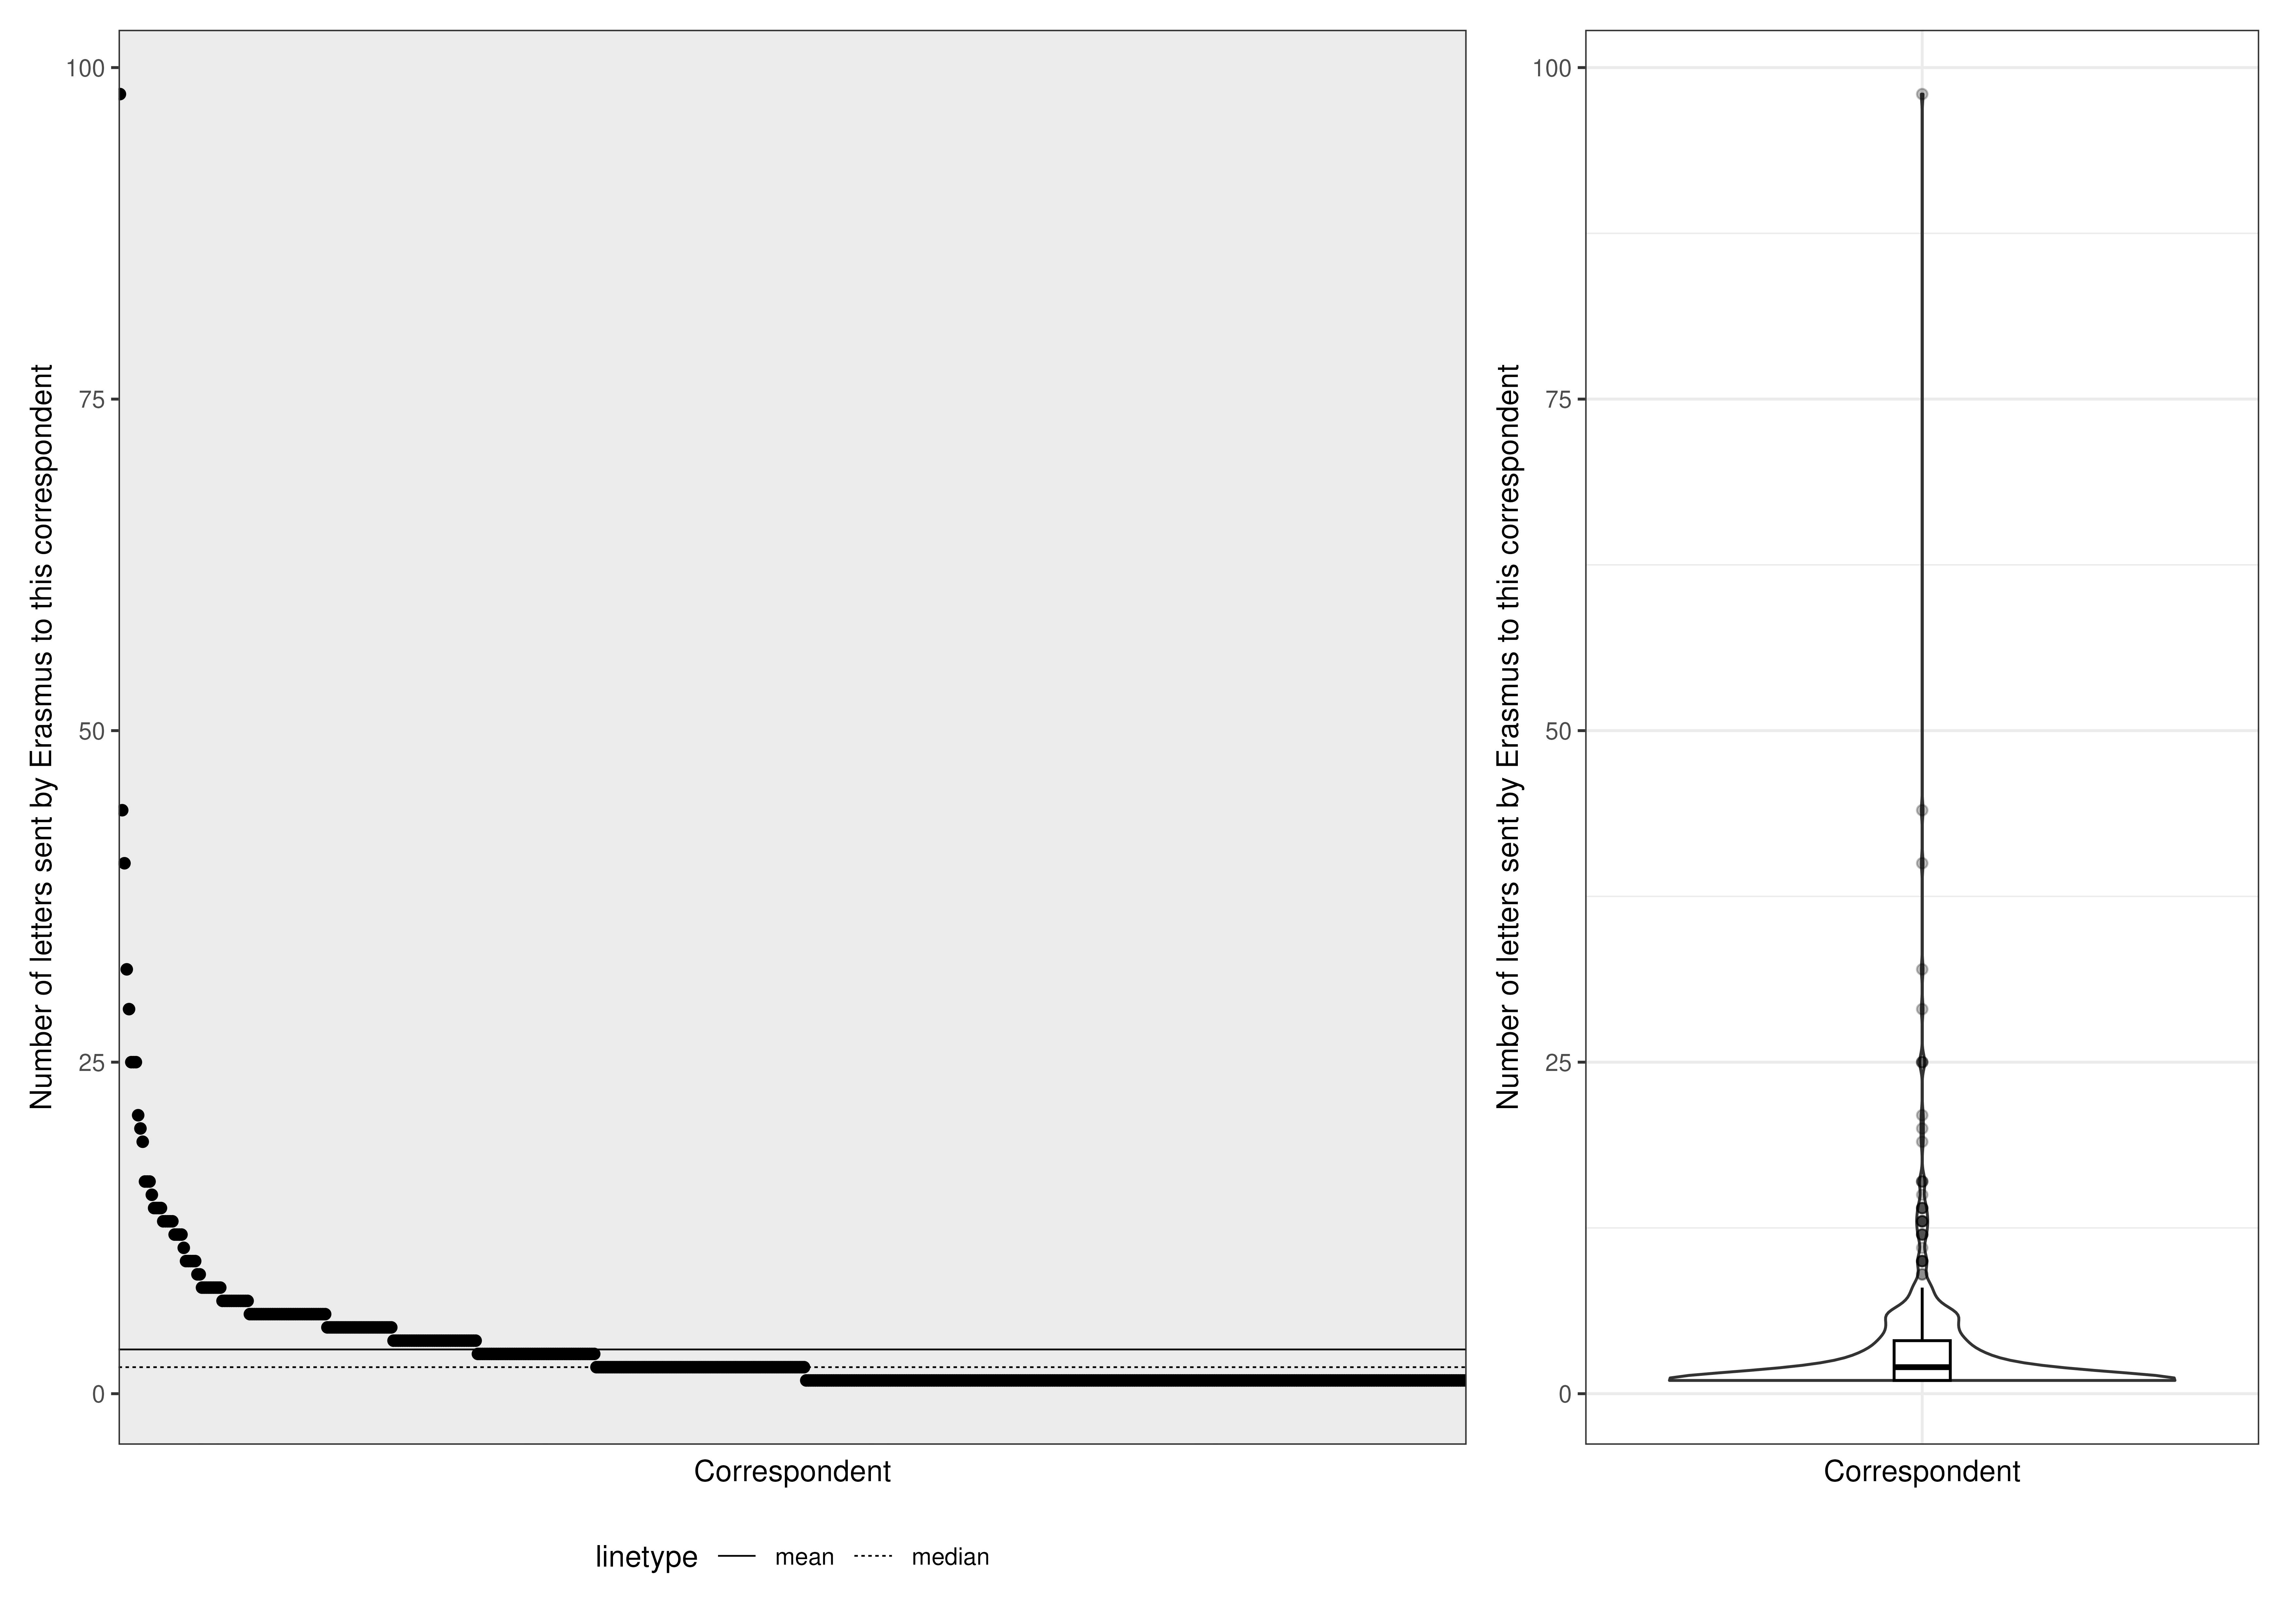 Number of letters sent by Erasmus to this correspondent
100
75
50
25
0
Correspondent
linetype mean median
Number of letters sent by Erasmus to this correspondent
100
75
50
25
0
Correspondent